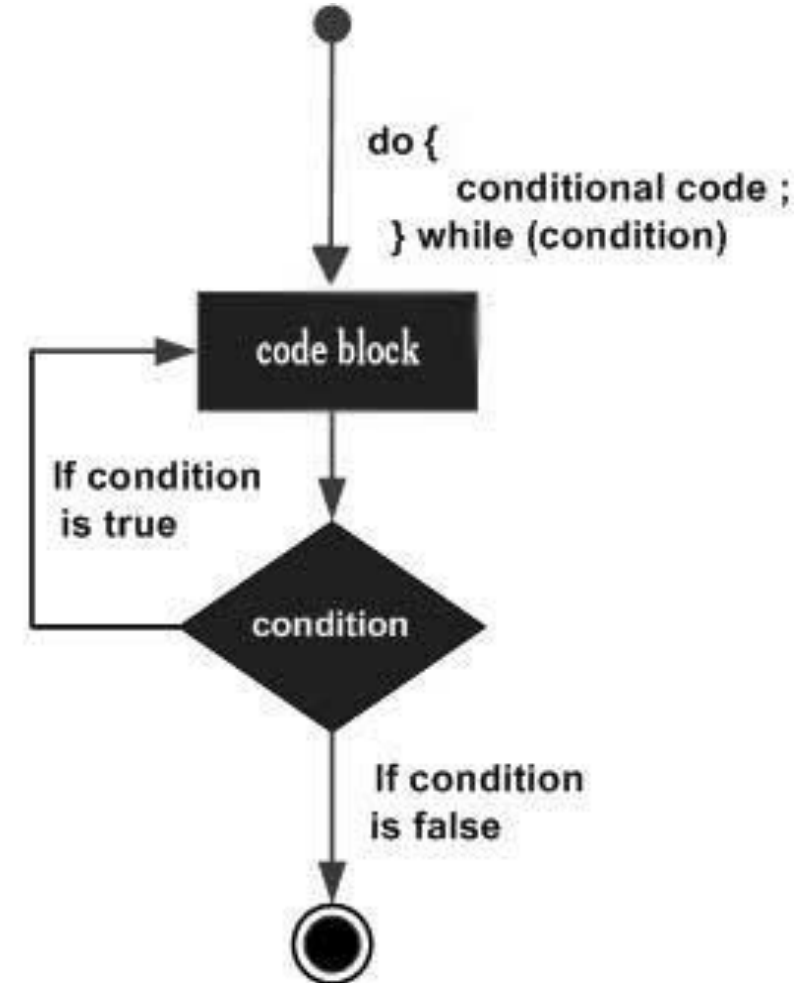 do {
conditional code ;
} while (condition)
code block
If condition
is true
condition
If condition
is false